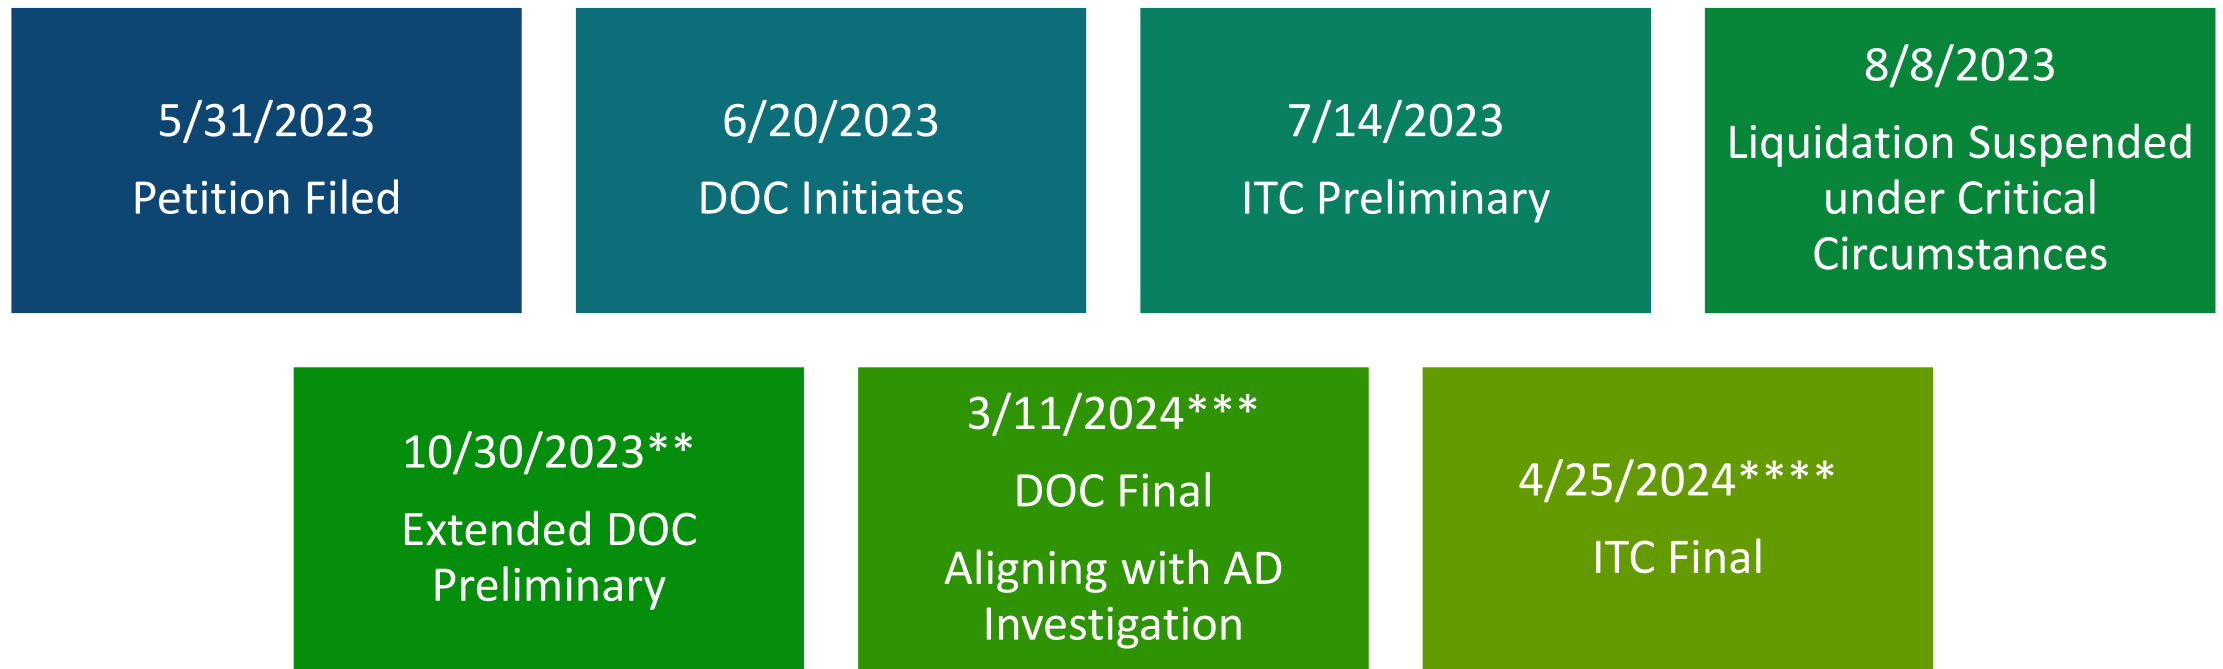 5/31/2023
Petition Filed
6/20/2023
DOC Initiates
7/14/2023
ITC Preliminary
8/8/2023
Liquidation Suspended
under Critical
Circumstances
10/30/2023**
Extended DOC
Preliminary
3/11/2024***
DOC Final
Aligning with AD
Investigation
4/25/2024****
ITC Final